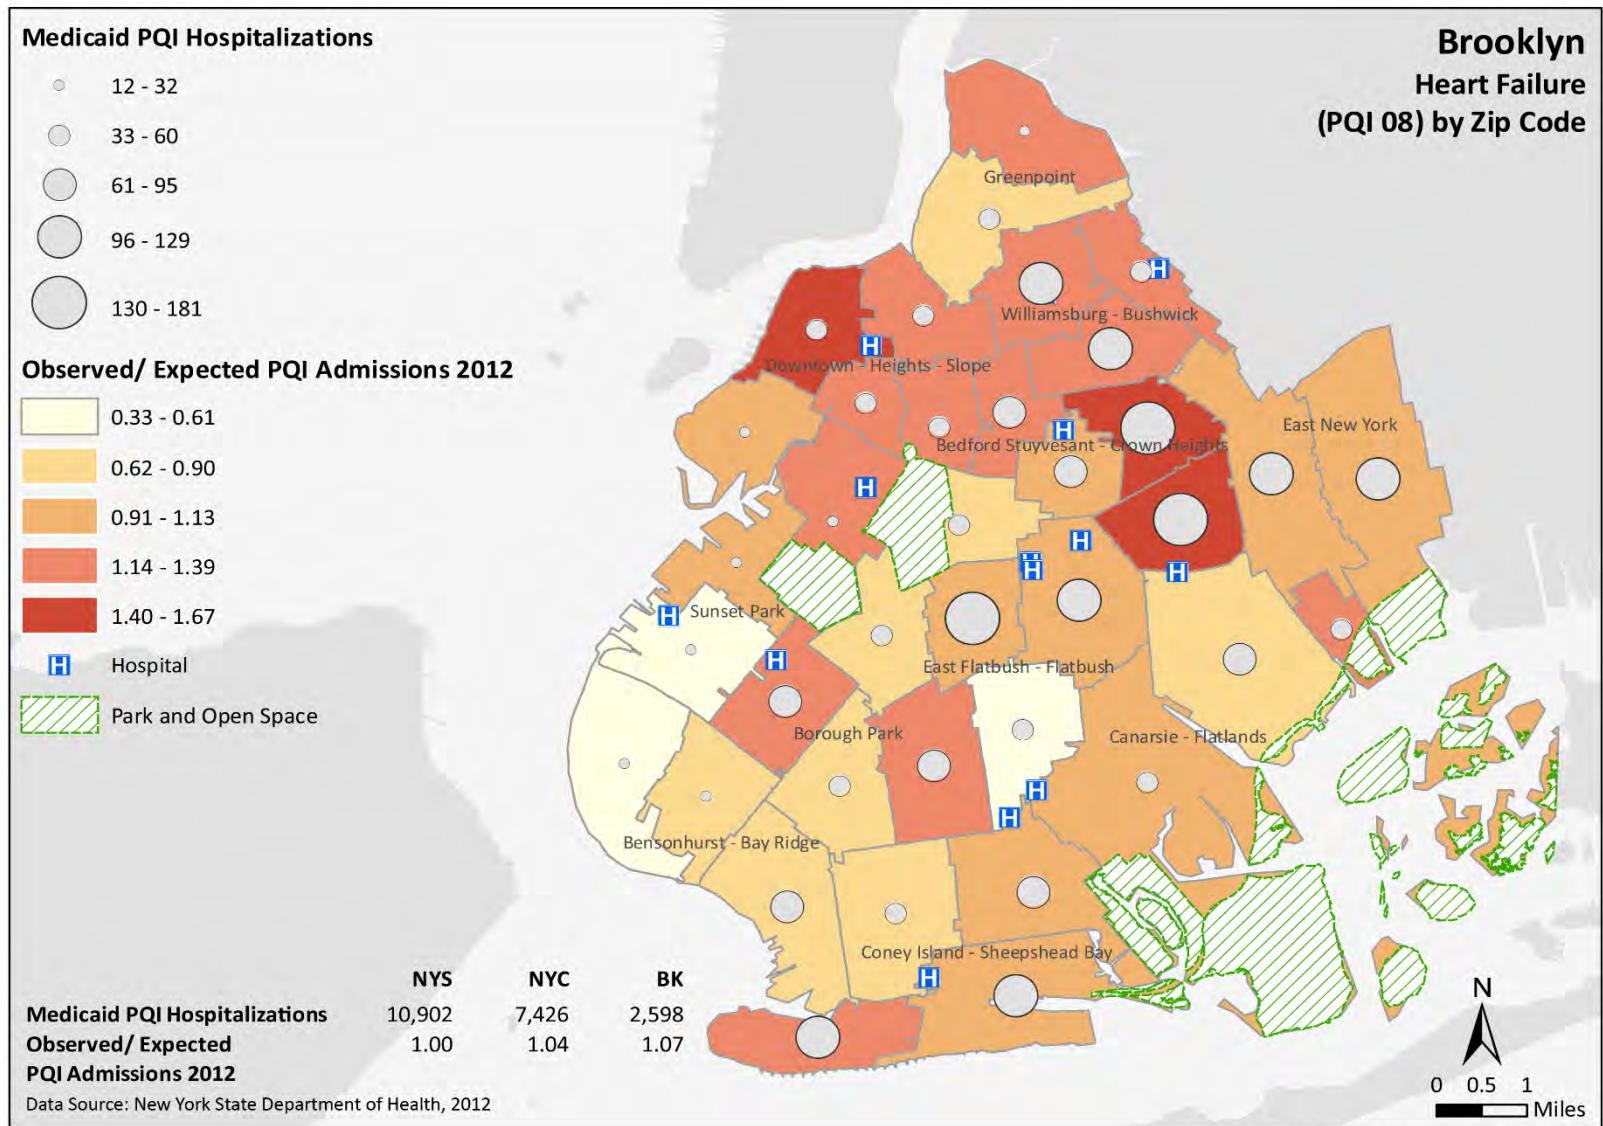 Medicaid PQI Hospitalizations
12 - 32
33 - 60
61 - 95
96 - 129
130 - 181
Observed/ Expected PQI Admissions 2012
0.33 - 0.61
0.62 - 0.90
0.91 - 1.13
1.14 - 1.39
1.40 - 1.67
H Hospital
Park and Open Space
Brooklyn
Heart Failure
(PQI 08) by Zip Code
Greenpoint
H
Williamsburg - Bushwick
H
Downtown - Heights - Slope
East New York
H
Bedford Stuyvesant - Crown Heights
H
H
H
H
H
Sunset Park
H
H
East Flatbush - Flatbush
Borough Park
Canarsie - Flatlands
H
H
Bensonhurst - Bay Ridge
Coney Island - Sheepshead Bay
H
NYS NYC BK
Medicaid PQI Hospitalizations 10,902 7,426 2,598
Observed/ Expected 1.00 1.04 1.07
PQI Admissions 2012
Data Source: New York State Department of Health, 2012
N
0 0.5 1
Miles